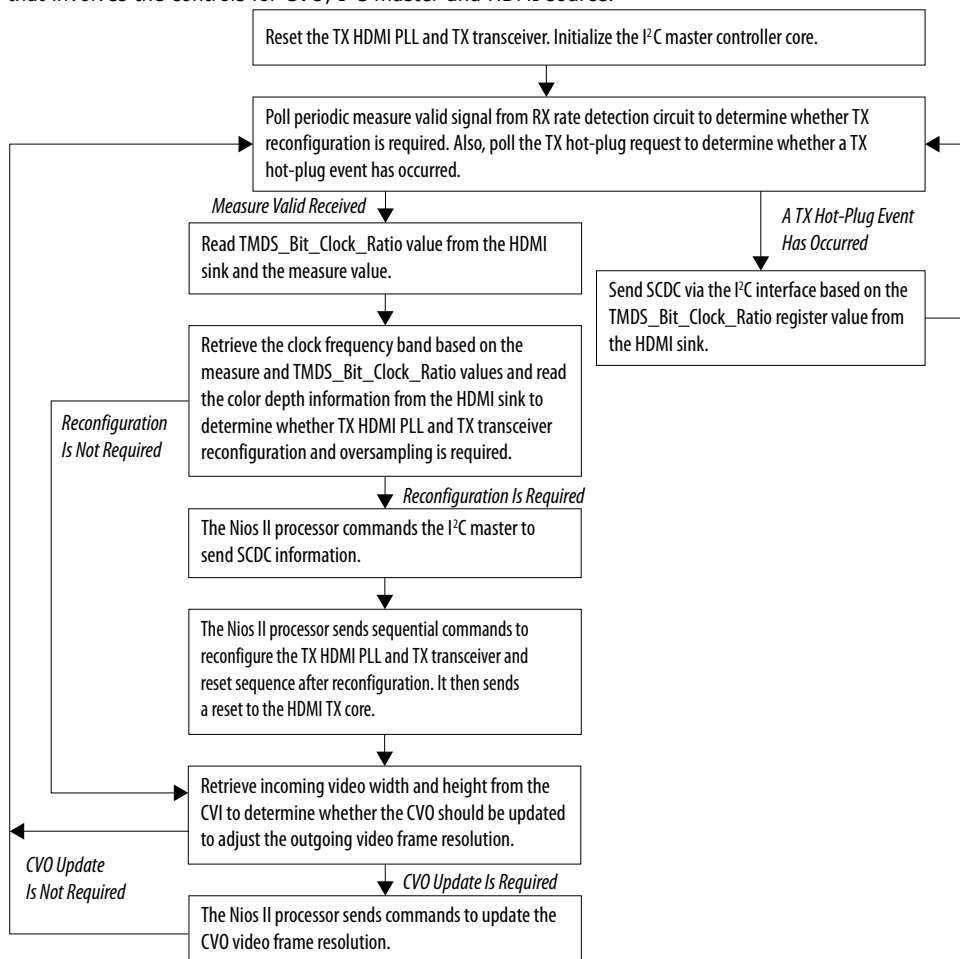 that involves the controls for CVO, I²C master and HDMI source.
Reset the TX HDMI PLL and TX transceiver. Initialize the I²C master controller core.
Poll periodic measure valid signal from RX rate detection circuit to determine whether TX
reconfiguration is required. Also, poll the TX hot-plug request to determine whether a TX
hot-plug event has occurred.
Measure Valid Received
A TX Hot-Plug Event
Has Occurred
Read TMDS_Bit_Clock_Ratio value from the HDMI
sink and the measure value.
Send SCDC via the I²C interface based on the
TMDS_Bit_Clock_Ratio register value from
the HDMI sink.
Retrieve the clock frequency band based on the
measure and TMDS_Bit_Clock_Ratio values and read
the color depth information from the HDMI sink to
determine whether TX HDMI PLL and TX transceiver
reconfiguration and oversampling is required.
Reconfiguration
Is Not Required
Reconfiguration Is Required
The Nios II processor commands the I²C master to
send SCDC information.
The Nios II processor sends sequential commands to
reconfigure the TX HDMI PLL and TX transceiver and
reset sequence after reconfiguration. It then sends
a reset to the HDMI TX core.
Retrieve incoming video width and height from the
CVI to determine whether the CVO should be updated
to adjust the outgoing video frame resolution.
CVO Update
Is Not Required
CVO Update Is Required
The Nios II processor sends commands to update the
CVO video frame resolution.